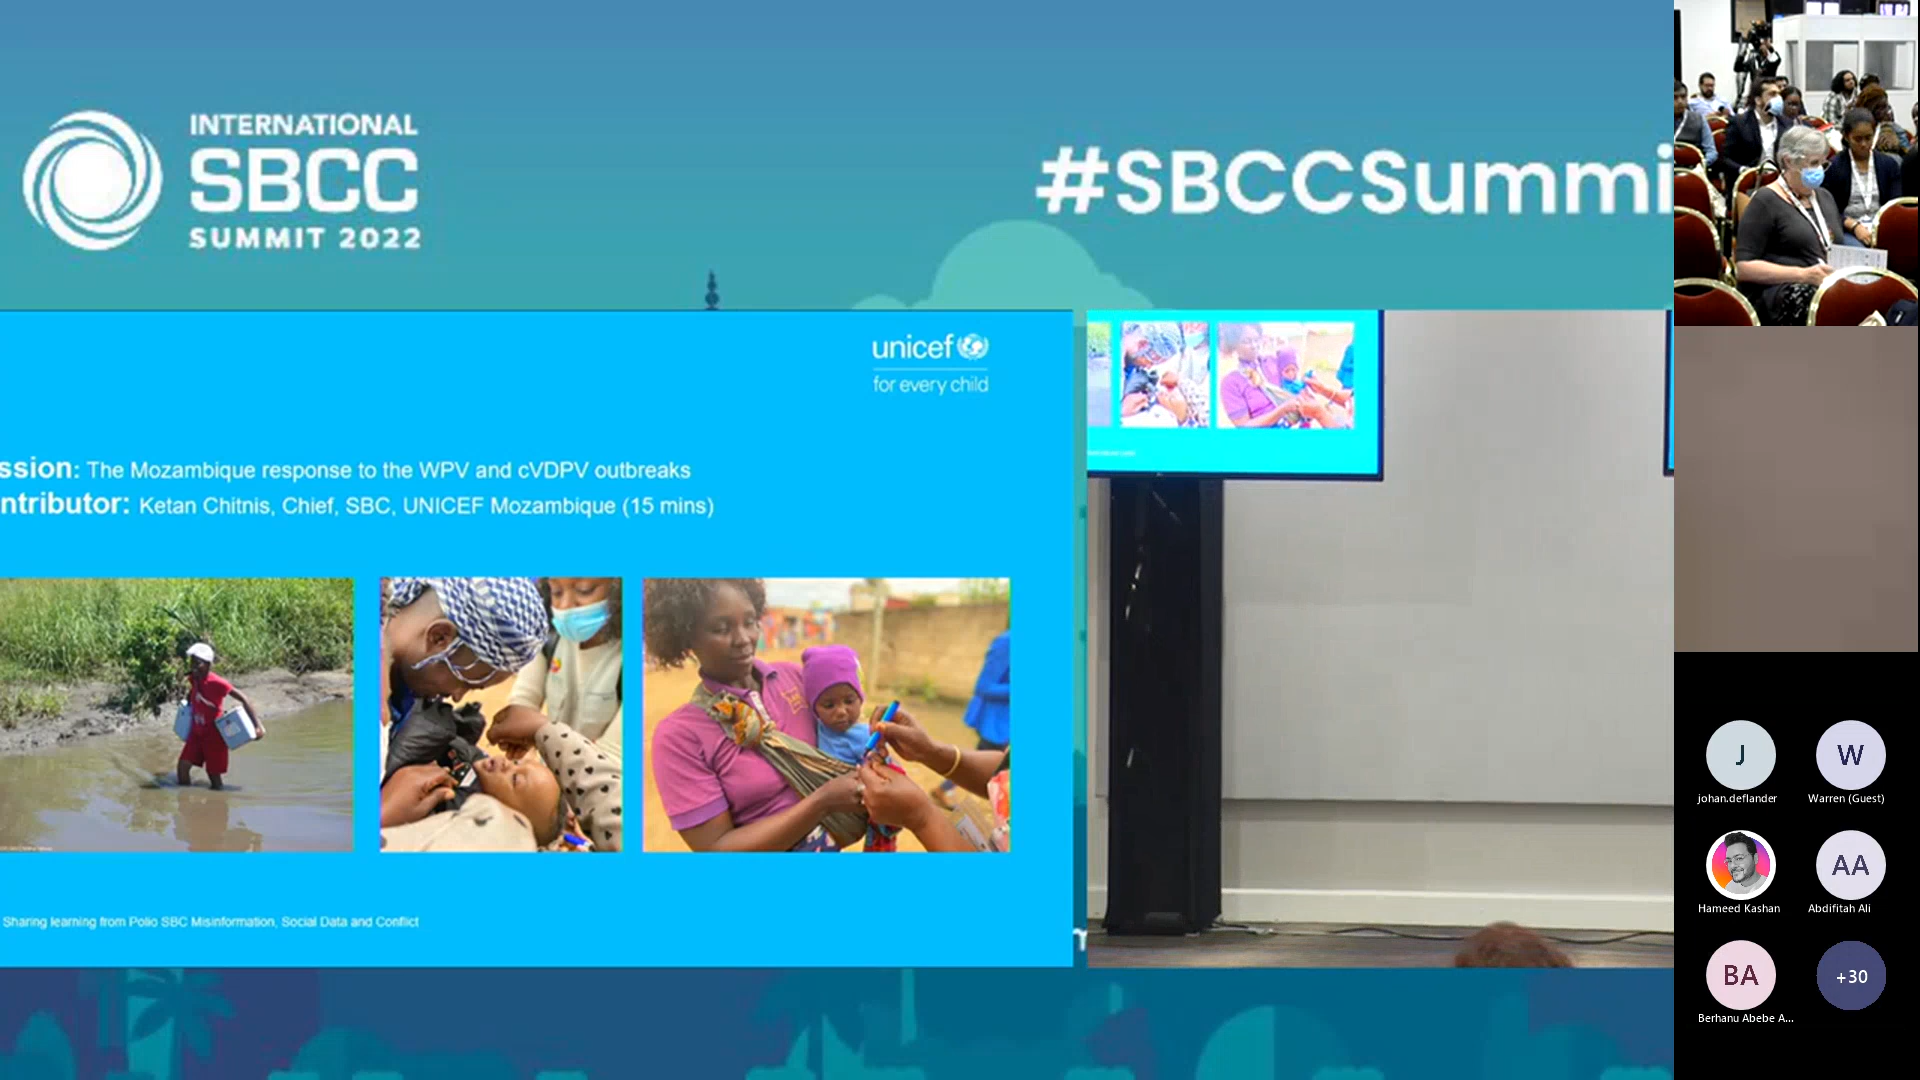 INTERNATIONAL
SBCC
SUMMIT 2022
#SBCCSummi
unicef
for every child
ssion: The Mozambique response to the WPV and cVDPV outbreaks
ntributor: Ketan Chitnis, Chief, SBC, UNICEF Mozambique (15 mins)
Sharing learning from Polio SBC Misinformation, Social Data and Conflict
J
johan.deflander
W
Warren (Guest)
Hameed Kashan
AA
Abdifitah Ali
BA
Berhanu Abebe A...
+30